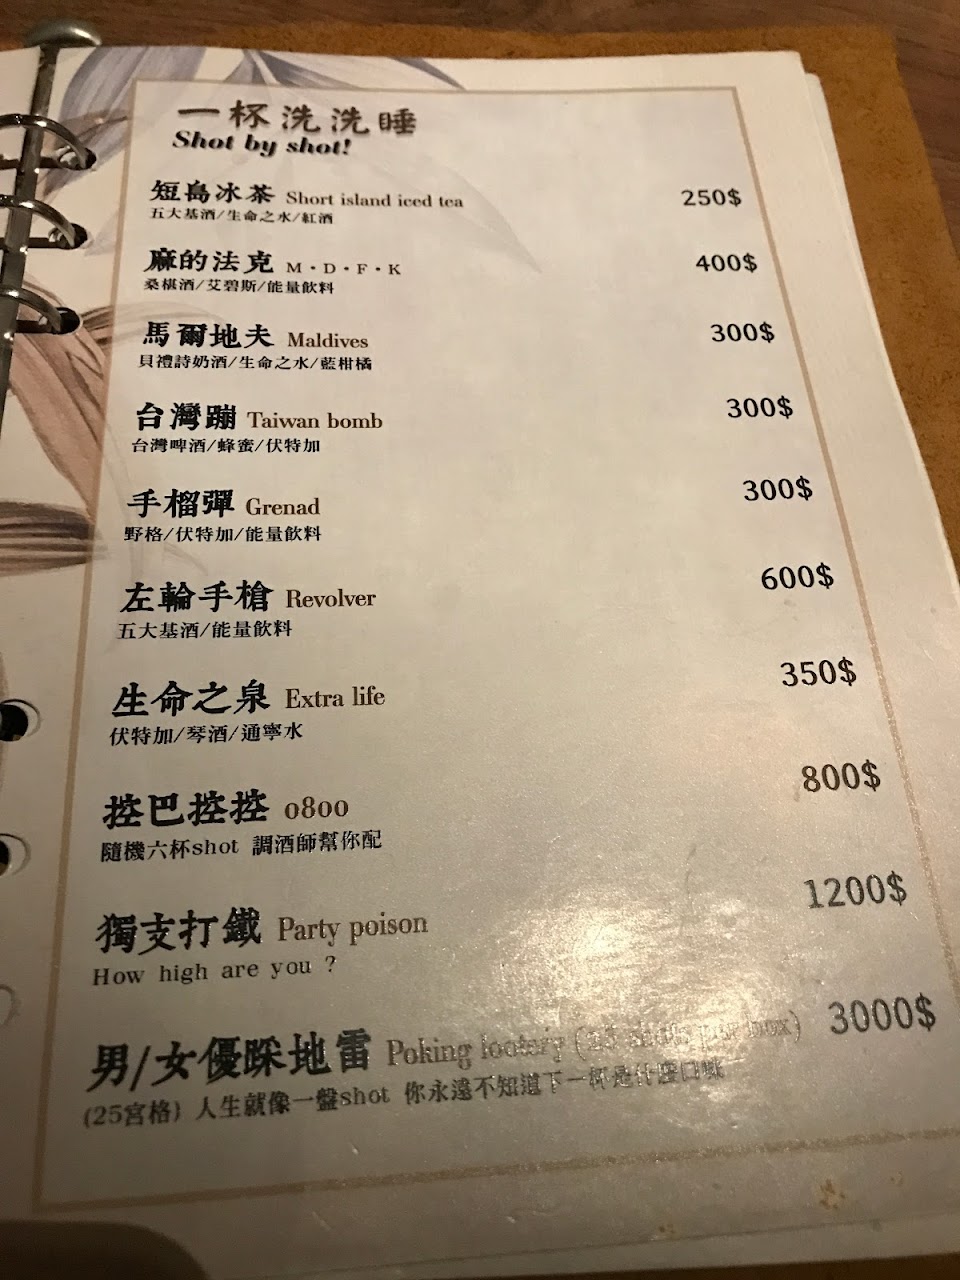 一杯洗洗睡
Shot by shot!
短島冰茶 Short island iced tea 250$
五大基酒/生命之水/紅酒
麻的法克 M・D・F・K 400$
桑椹酒/艾碧斯/能量飲料
馬爾地夫 Maldives 300$
貝禮詩奶酒/生命之水/藍柑橘
台灣蹦 Taiwan bomb 300$
台灣啤酒/蜂蜜/伏特加
手榴彈 Grenad 300$
野格/伏特加/能量飲料
左輪手槍 Revolver 600$
五大基酒/能量飲料
生命之泉 Extra life 350$
伏特加/琴酒/通寧水
控巴控控 0800 800$
隨機六杯shot 調酒師幫你配
獨支打鐵 Party poison 1200$
How high are you ?
男/女優踩地雷 Poking lootery (25 shots per box) 3000$
(25宮格) 人生就像一盤shot 你永遠不知道下一杯是什麼口味